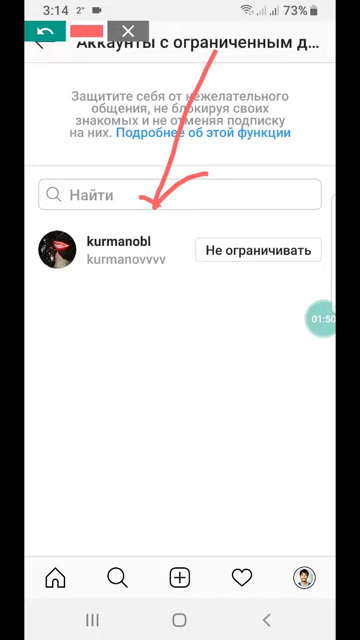 3:14 2° 73%
Аккаунты с ограниченным д...
Защитите себя от нежелательного
общения, не блокируя своих
знакомых и не отменяя подписку
на них. Подробнее об этой функции
Найти
kurmanobl
kurmanovvvv
Не ограничивать
01:50